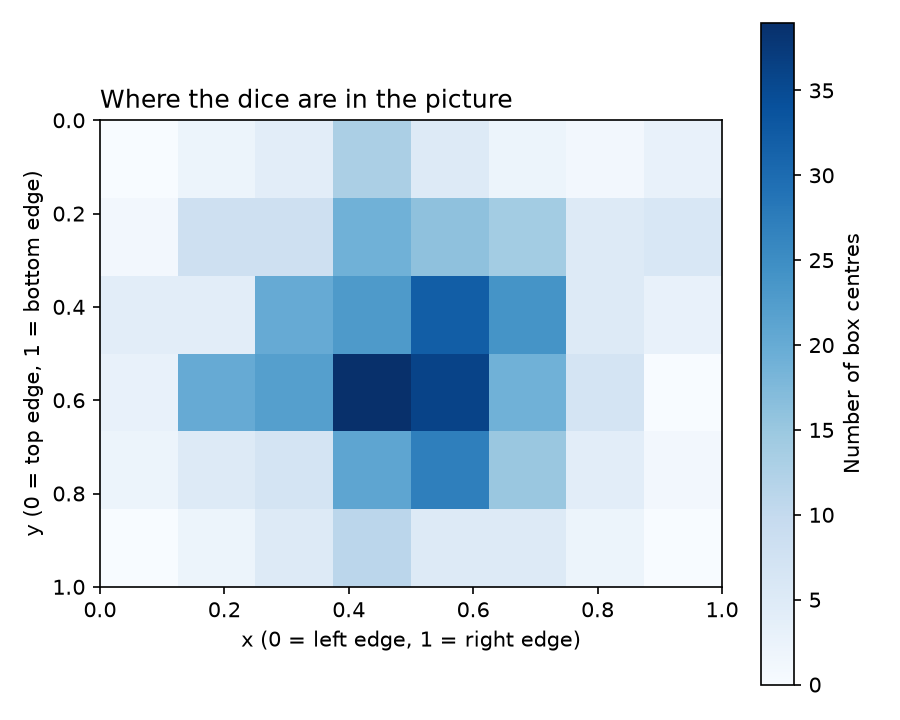 Where the dice are in the picture
0.0
0.2
0.4
0.6
0.8
1.0
y (0 = top edge, 1 = bottom edge)
0.0 0.2 0.4 0.6 0.8 1.0
x (0 = left edge, 1 = right edge)
35
30
25
20
15
10
5
0
Number of box centres